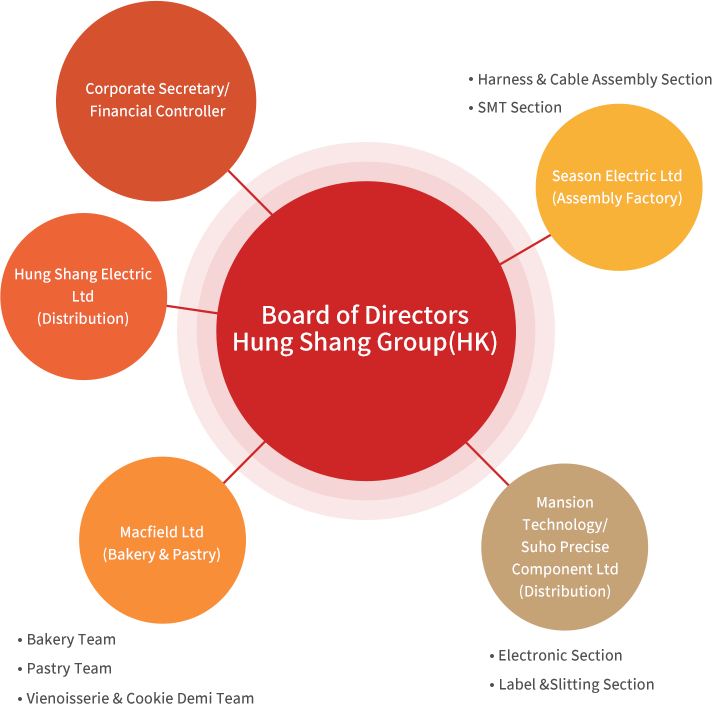 Corporate Secretary/
Financial Controller
• Harness & Cable Assembly Section
• SMT Section
Season Electric Ltd
(Assembly Factory)
Hung Shang Electric
Ltd
(Distribution)
Board of Directors
Hung Shang Group(HK)
Macfield Ltd
(Bakery & Pastry)
• Bakery Team
• Pastry Team
• Vienoisserie & Cookie Demi Team
Mansion
Technology/
Suho Precise
Component Ltd
(Distribution)
• Electronic Section
• Label &Slitting Section